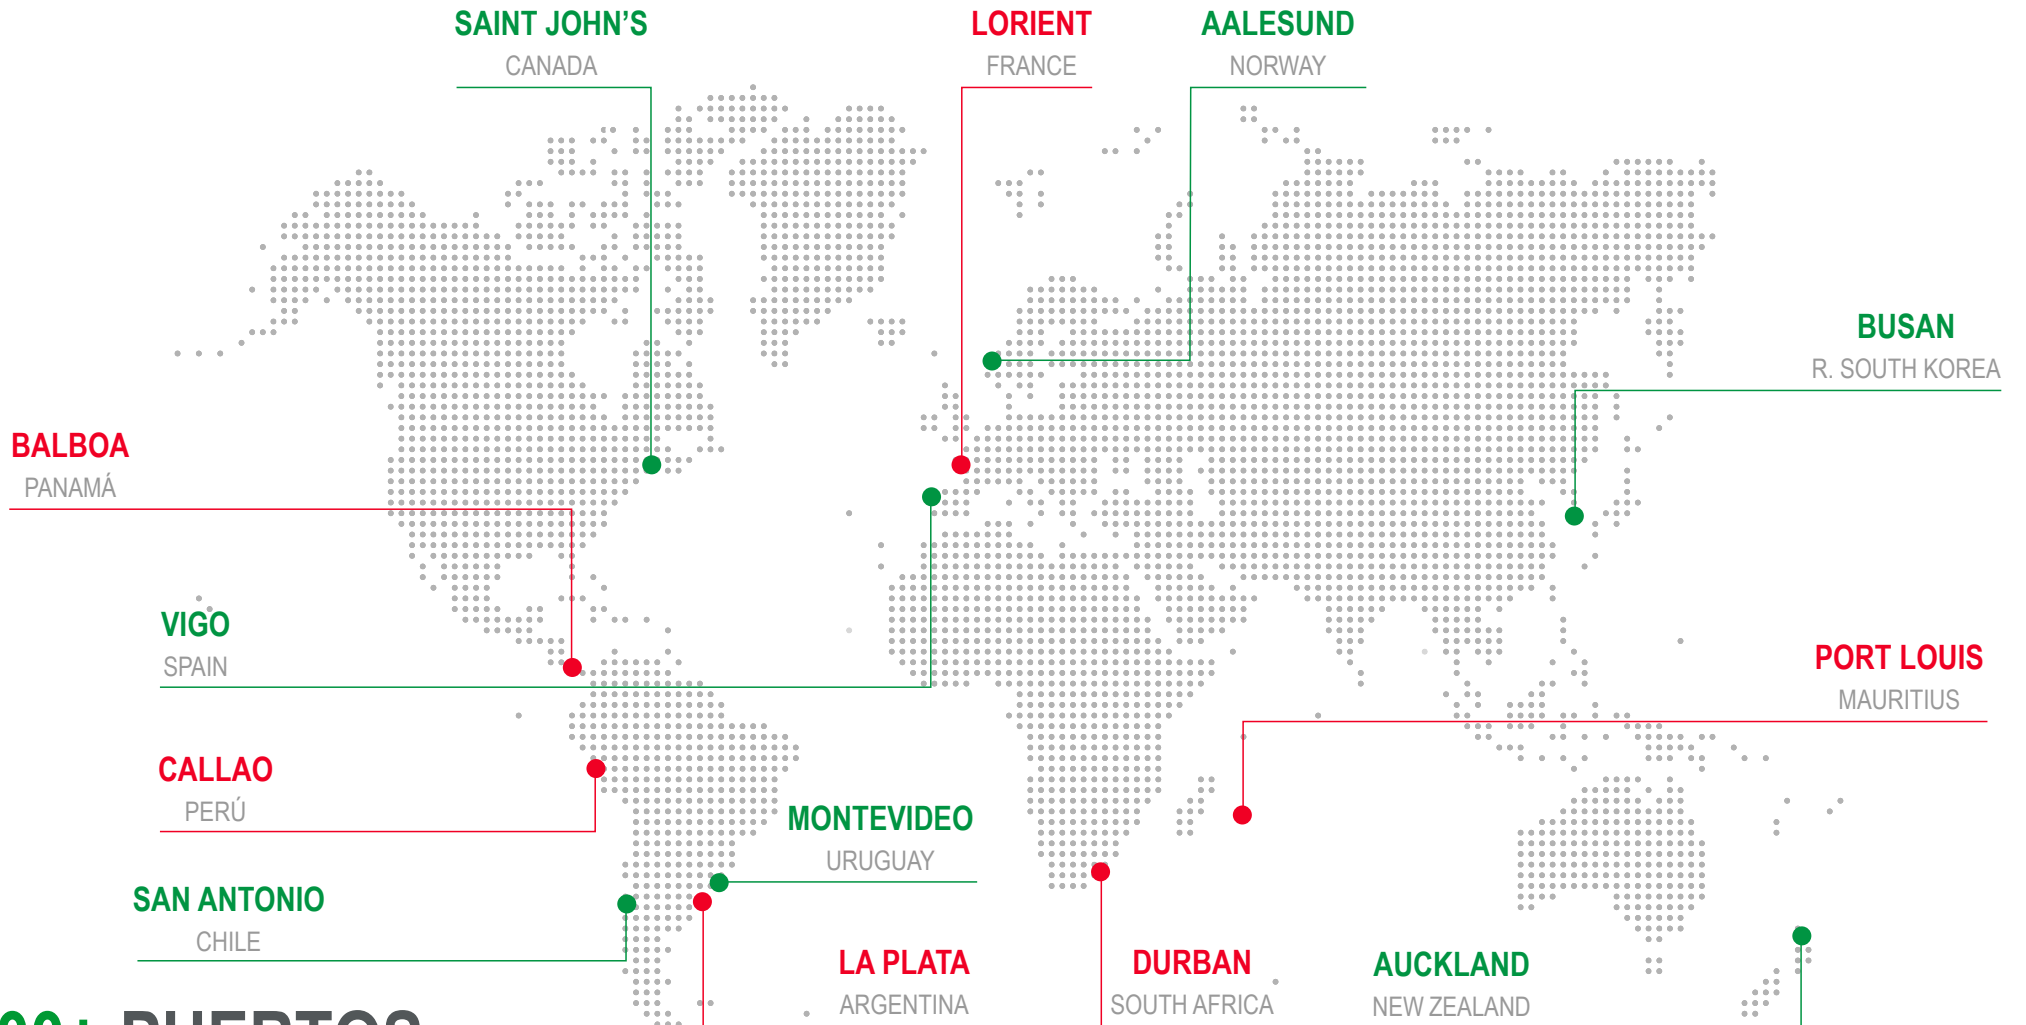 SAINT JOHN'S
CANADA
LORIENT
FRANCE
AALESUND
NORWAY
BUSAN
R. SOUTH KOREA
BALBOA
PANAMÁ
VIGO
SPAIN
PORT LOUIS
MAURITIUS
CALLAO
PERÚ
MONTEVIDEO
URUGUAY
SAN ANTONIO
CHILE
LA PLATA
ARGENTINA
DURBAN
SOUTH AFRICA
AUCKLAND
NEW ZEALAND
PUERTOS